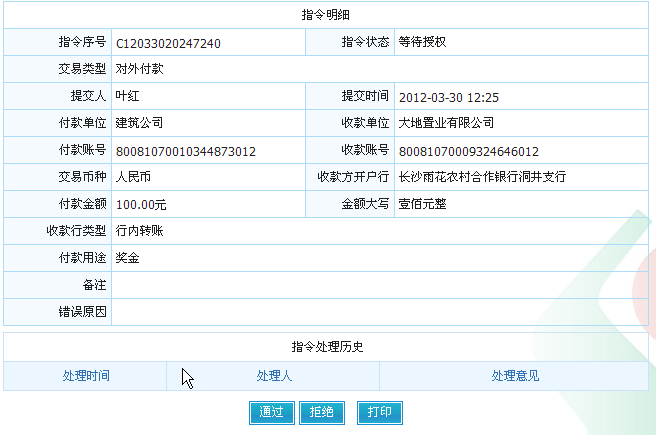 指令明细
指令序号 C12033020247240 指令状态 等待授权
交易类型 对外付款
提交人 叶红 提交时间 2012-03-30 12:25
付款单位 建筑公司 收款单位 大地置业有限公司
付款账号 80081070010344873012 收款账号 80081070009324646012
交易币种 人民币 收款方开户行 长沙雨花农村合作银行洞井支行
付款金额 100.00元 金额大写 壹佰元整
收款行类型 行内转账
付款用途 奖金
备注
错误原因
指令处理历史
处理时间 处理人 处理意见
通过 拒绝 打印